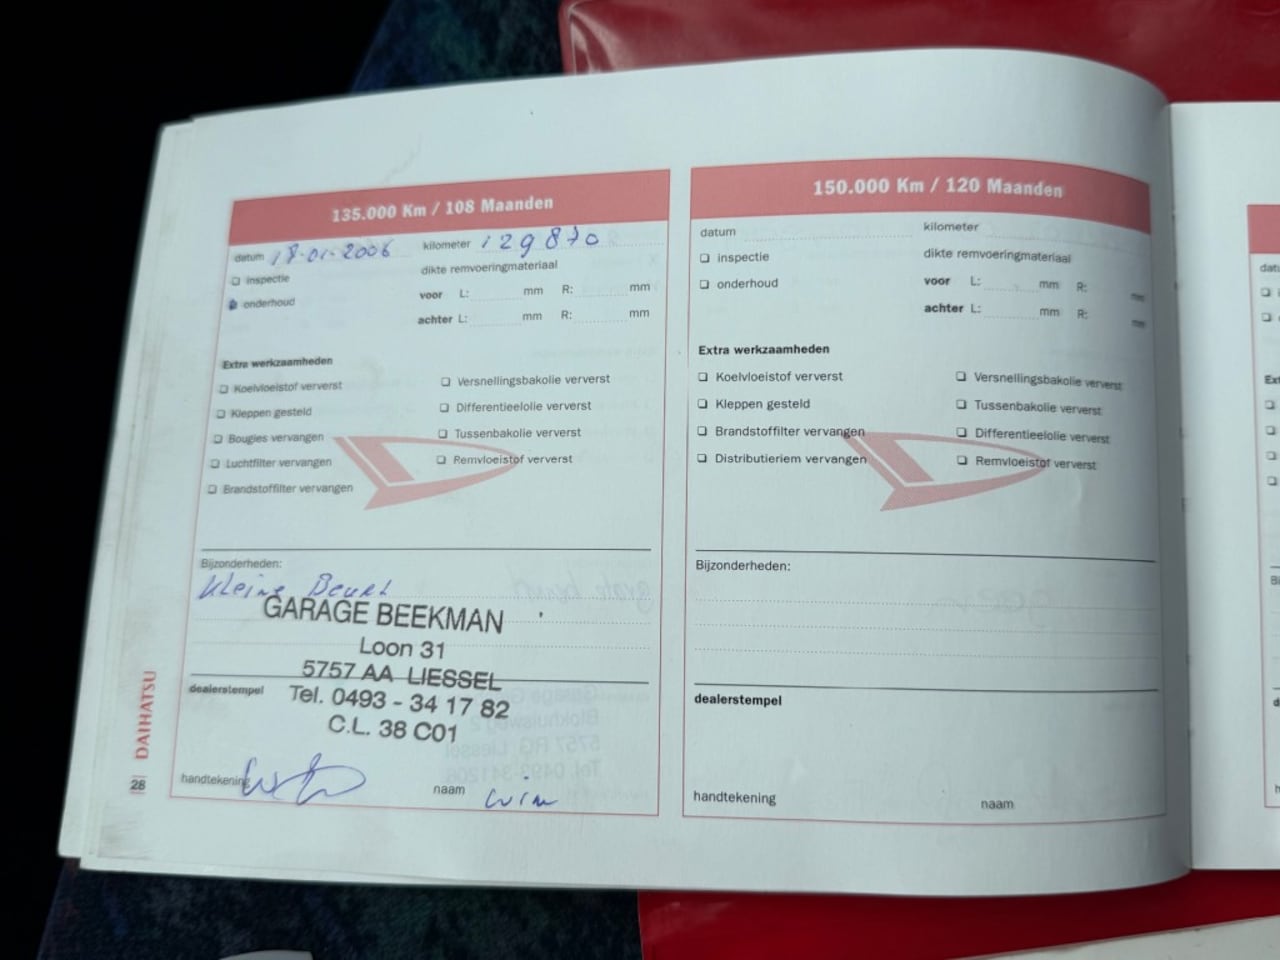 135.000 Km / 108 Maanden
datum 18-01-2006 kilometer 129870
❏ inspectie dikte remvoeringmateriaal
onderhoud voor L: mm R: mm
achter L: mm R: mm
Extra werkzaamheden
❏ Koelvloeistof ververst ❏ Versnellingsbakolie ververst
❏ Kleppen gesteld ❏ Differentieelolie ververst
❏ Bougies vervangen ❏ Tussenbakolie ververst
❏ Luchtfilter vervangen ❏ Remvloeistof ververst
❏ Brandstoffilter vervangen
Bijzonderheden:
Kleine Beurt
GARAGE BEEKMAN
Loon 31
5757 AA LIESSEL
dealerstempel
Tel. 0493 - 34 17 82
C.L. 38 C01
handtekening naam Wim
28 DAIHATSU
150.000 Km / 120 Maanden
datum kilometer
❏ inspectie dikte remvoeringmateriaal
❏ onderhoud voor L: mm R: mm
achter L: mm R: mm
Extra werkzaamheden
❏ Koelvloeistof ververst ❏ Versnellingsbakolie ververst
❏ Kleppen gesteld ❏ Tussenbakolie ververst
❏ Brandstoffilter vervangen ❏ Differentieelolie ververst
❏ Distributieriem vervangen ❏ Remvloeistof ververst
Bijzonderheden:
dealerstempel
handtekening naam